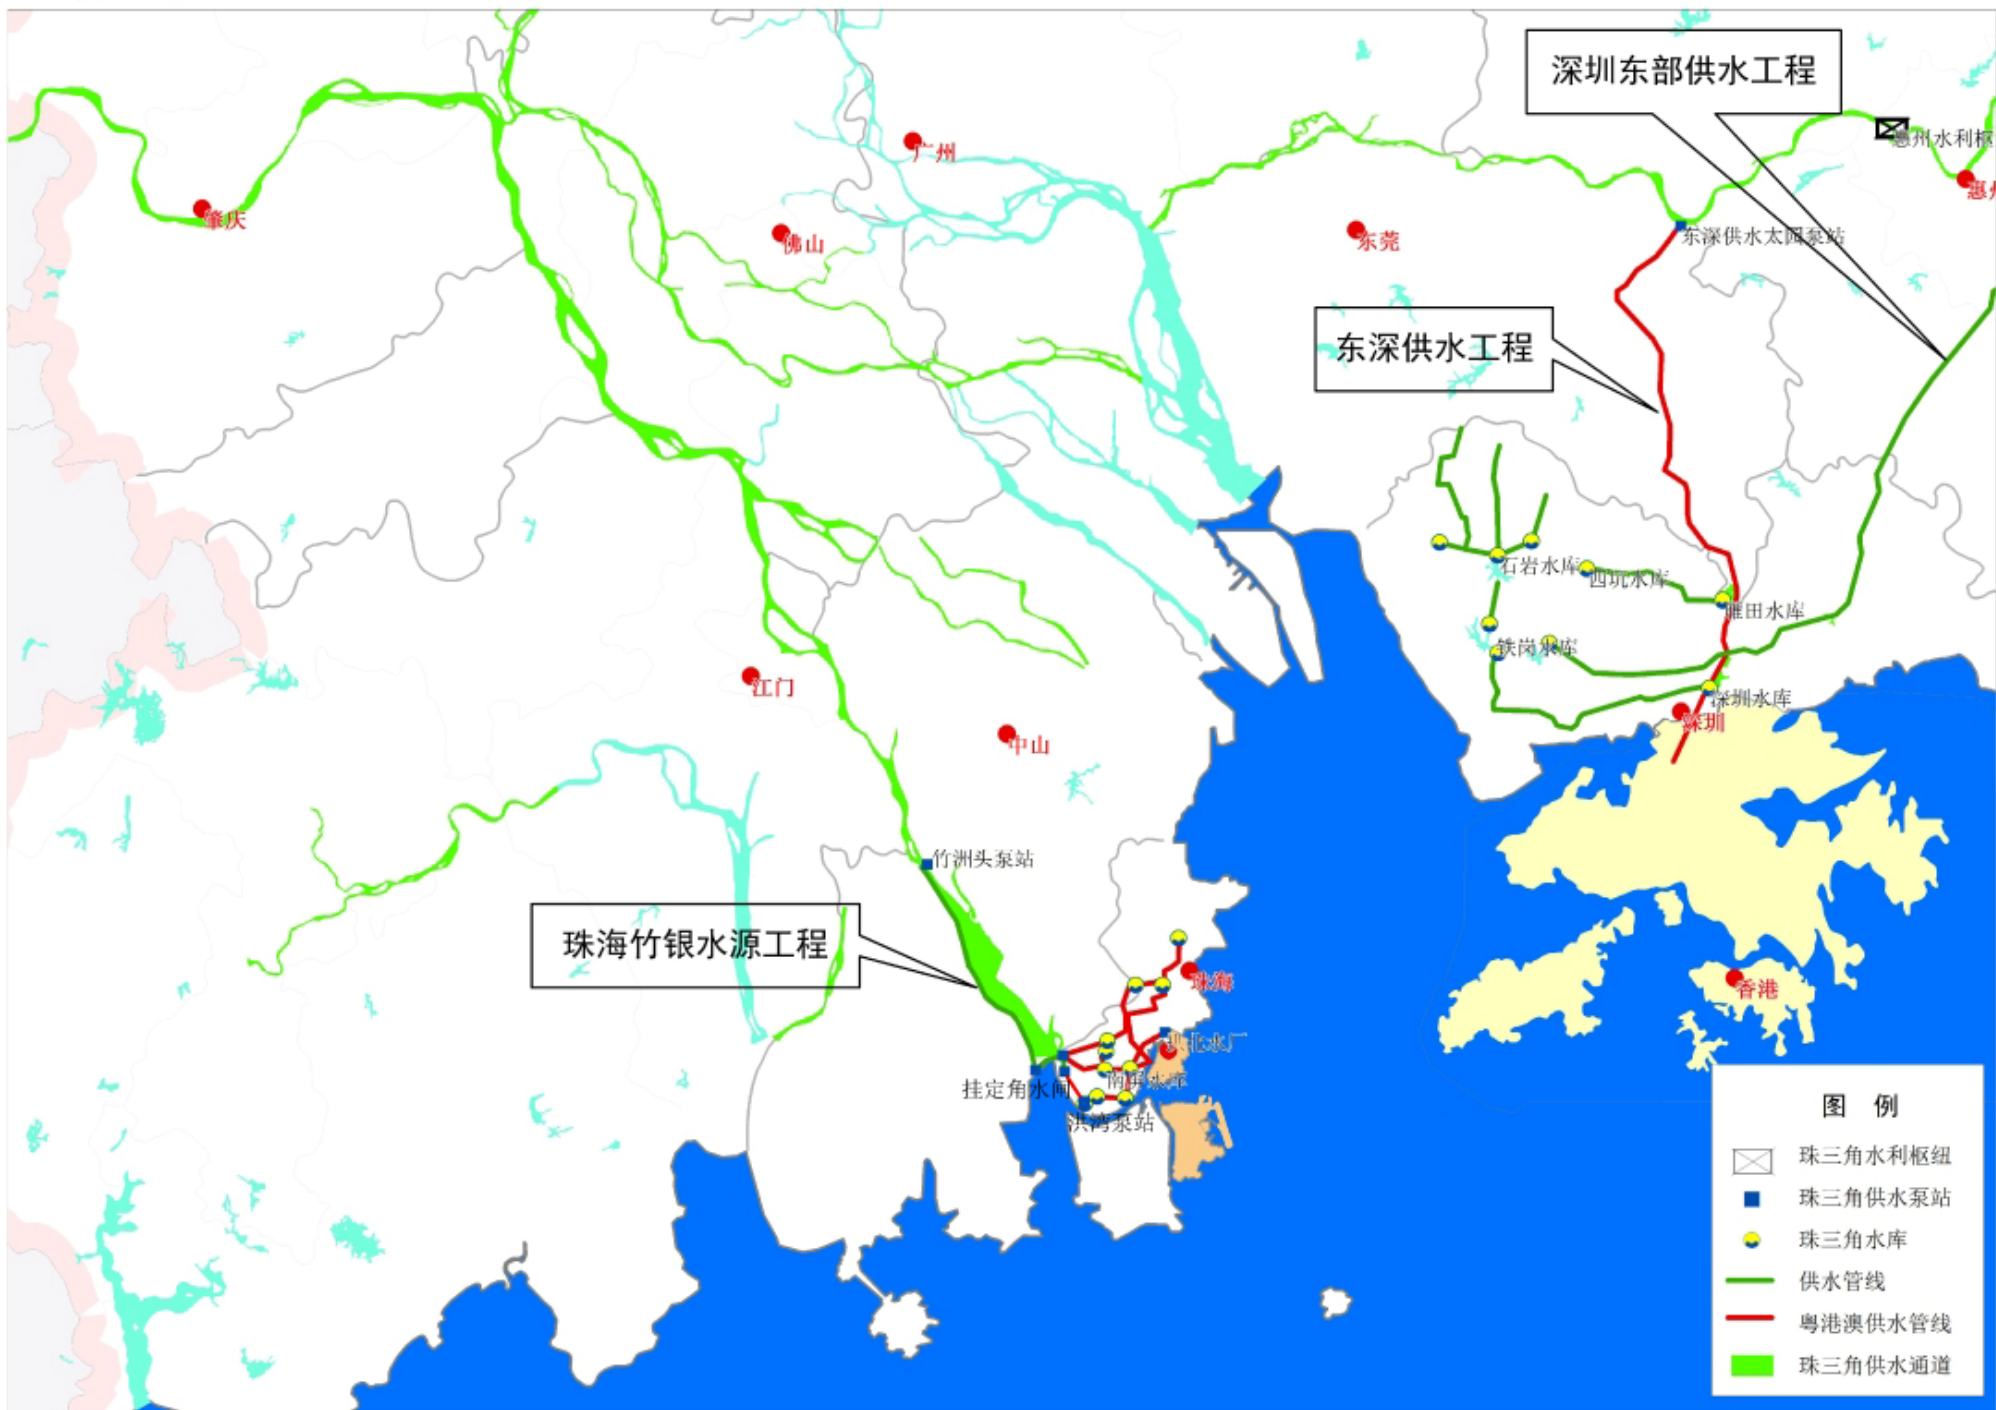 深圳东部供水工程
惠州水利枢
广州
惠州
肇庆
佛山
东莞
东深供水太园泵站
东深供水工程
石岩水库
西坑水库
雁田水库
铁岗水库
深圳水库
江门
深圳
中山
竹洲头泵站
珠海竹银水源工程
珠海
香港
拱北水厂
南屏水库
挂定角水闸
洪湾泵站
图 例
珠三角水利枢纽
珠三角供水泵站
珠三角水库
供水管线
粤港澳供水管线
珠三角供水通道